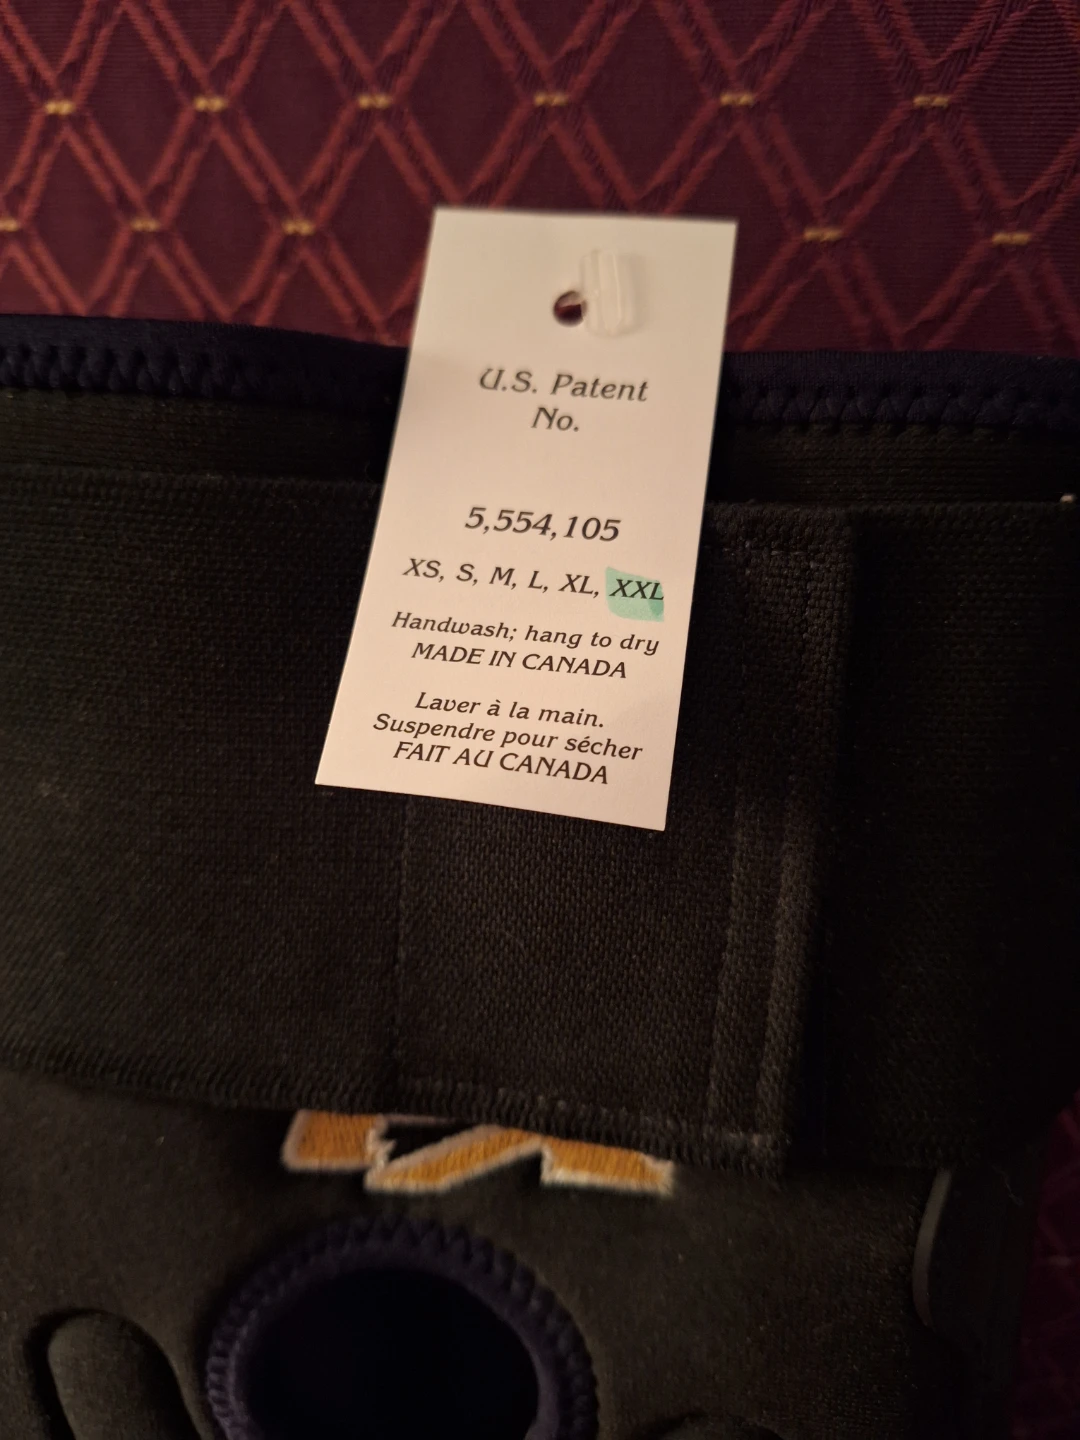 U.S. Patent
No.
5,554,105
XS, S, M, L, XL, XXL
Handwash; hang to dry
MADE IN CANADA
Laver à la main.
Suspendre pour sécher
FAIT AU CANADA